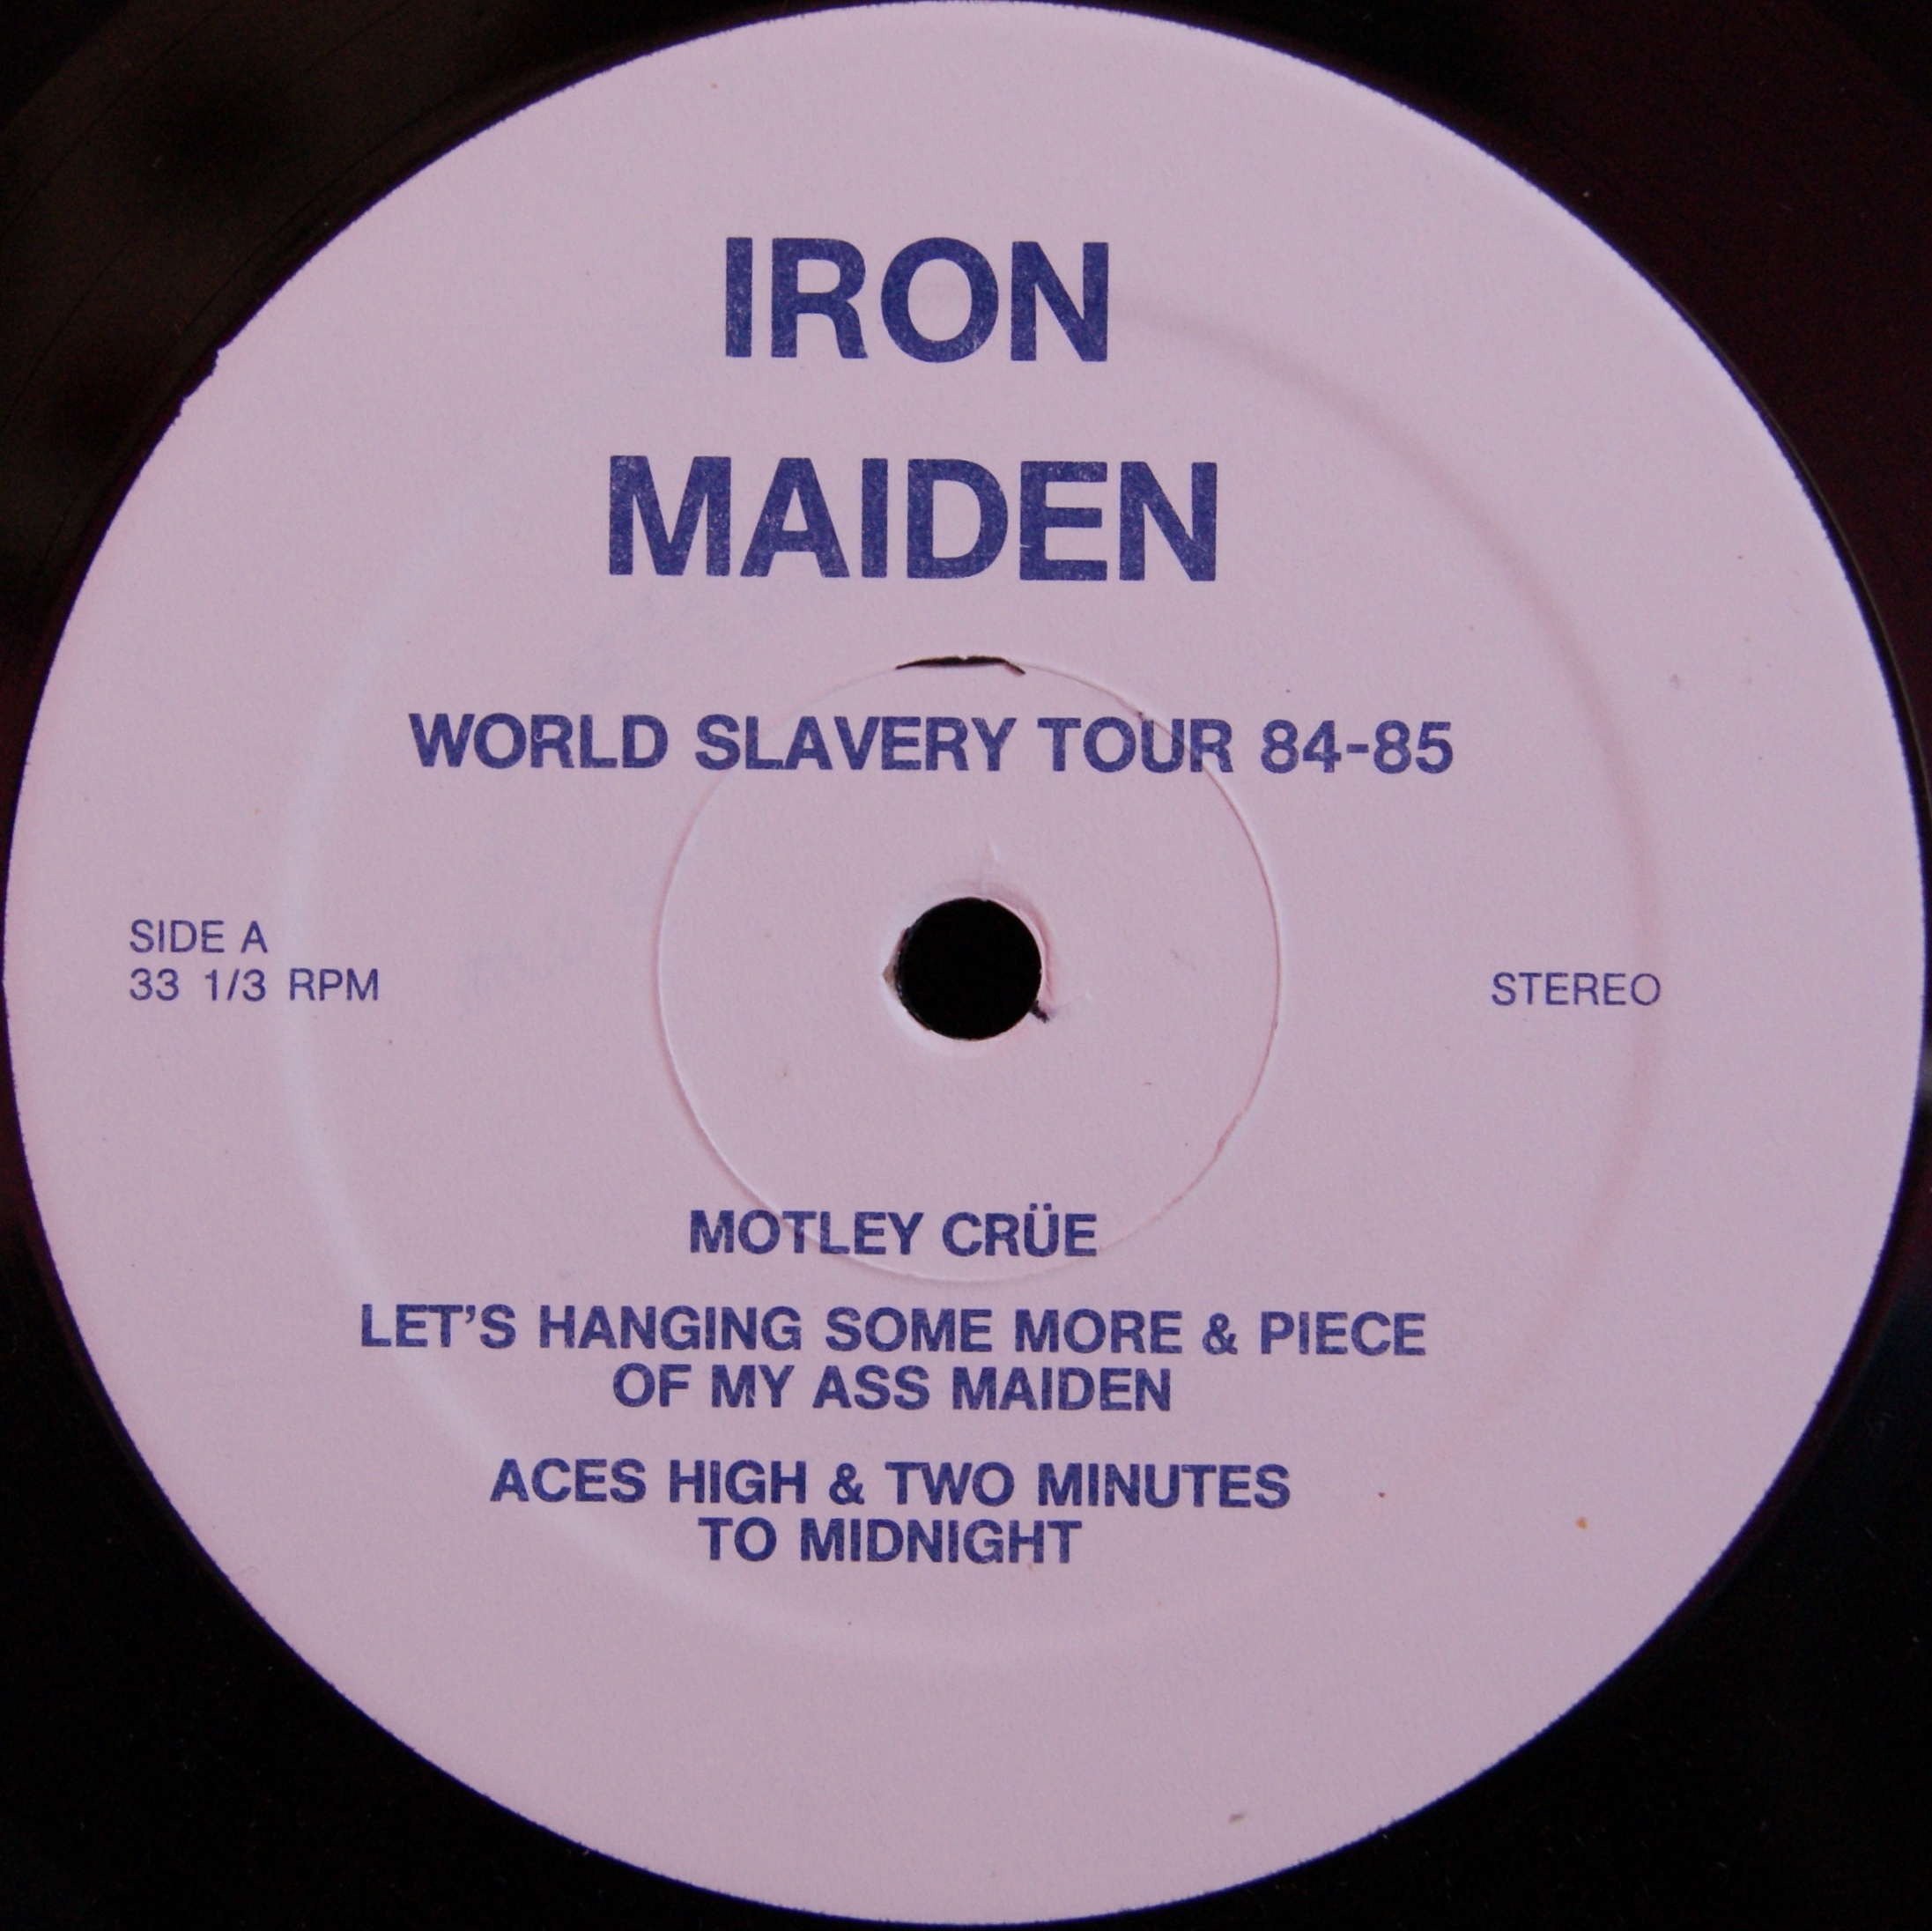 IRON
MAIDEN
WORLD SLAVERY TOUR 84-85
SIDE A
33 1/3 RPM
STEREO
MOTLEY CRÜE
LET'S HANGING SOME MORE & PIECE
OF MY ASS MAIDEN
ACES HIGH & TWO MINUTES
TO MIDNIGHT